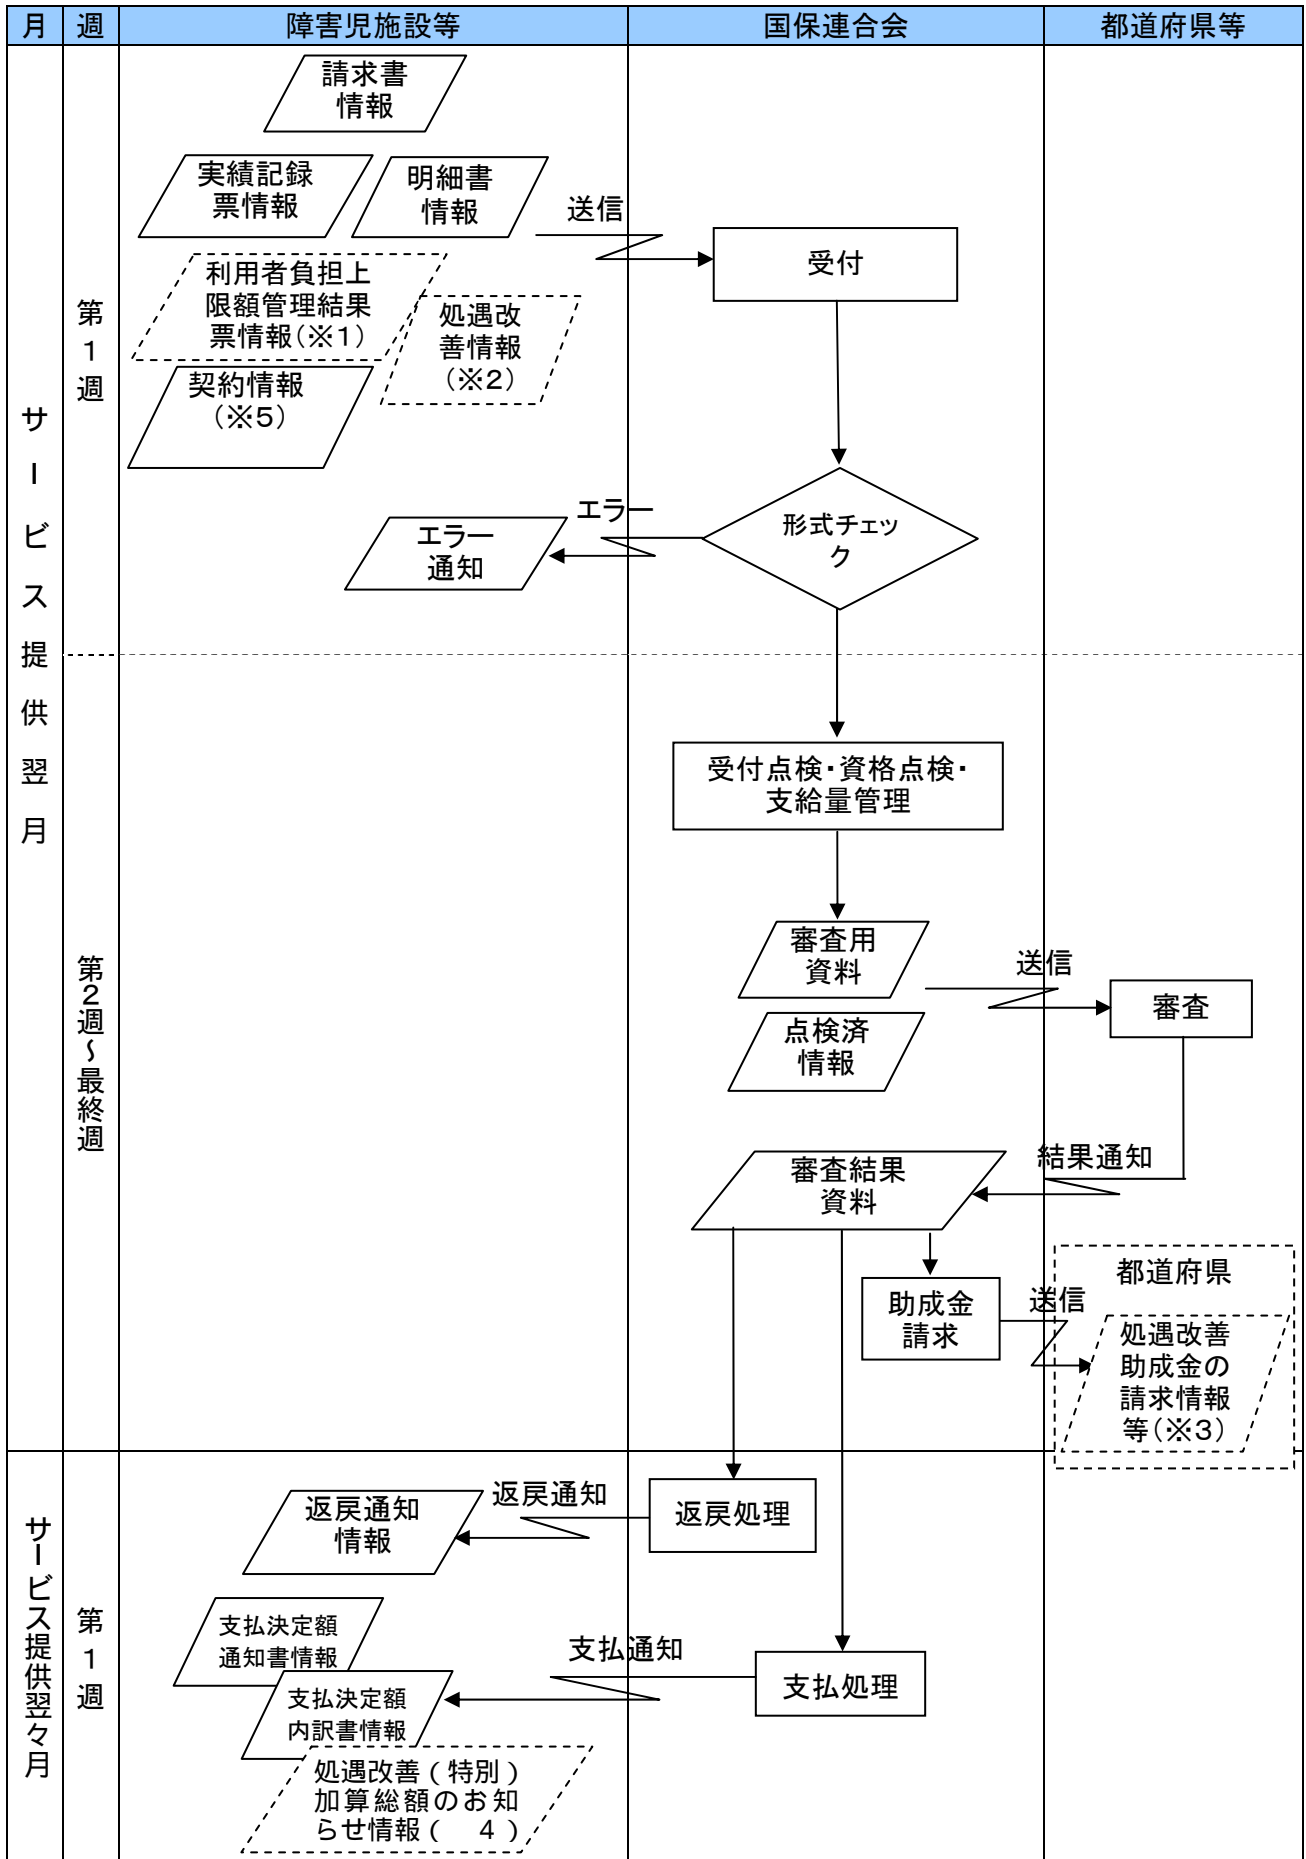 月 週 障害児施設等 国保連合会 都道府県等
サービス提供翌月
第1週
請求書
情報
実績記録
票情報
明細書
情報
送信
受付
利用者負担上
限額管理結果
票情報(※1)
処遇改
善情報
(※2)
契約情報
(※5)
エラー
エラー
通知
形式チェッ
ク
第2週~最終週
受付点検・資格点検・
支給量管理
審査用
資料
送信
審査
点検済
情報
結果通知
審査結果
資料
助成金
請求
送信
都道府県
処遇改善
助成金の
請求情報
等(※3)
サービス提供翌々月
第1週
返戻通知
情報
返戻通知
返戻処理
支払決定額
通知書情報
支払通知
支払処理
支払決定額
内訳書情報
処遇改善(特別)
加算総額のお知
らせ情報( 4)